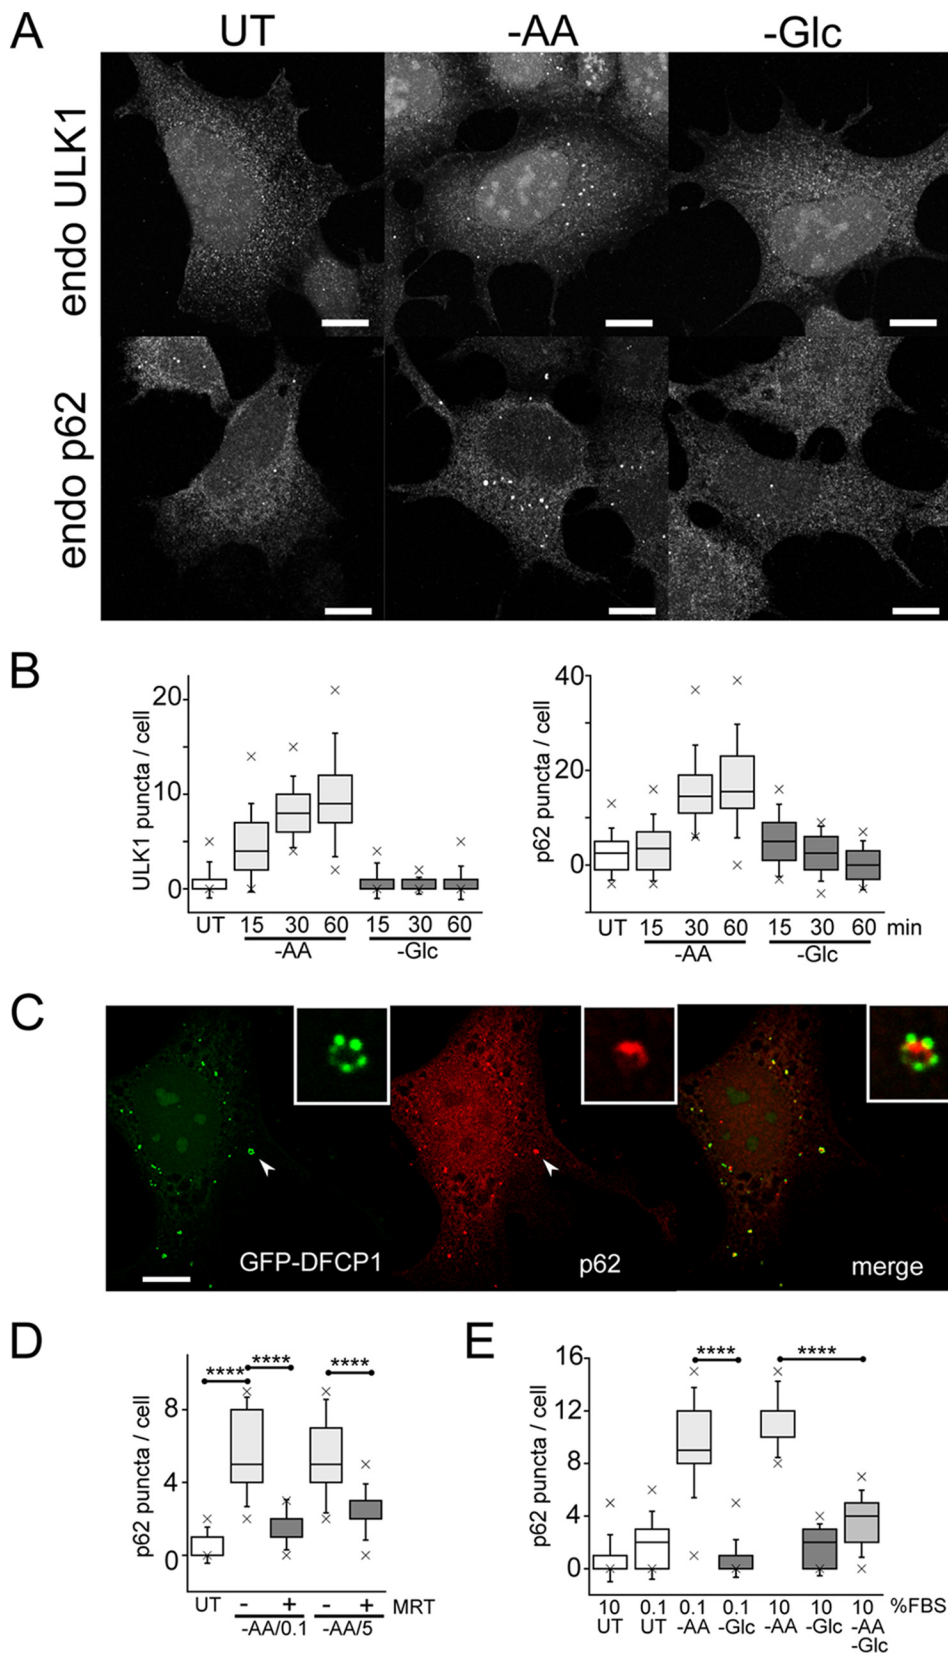 A
UT -AA -Glc
endo ULK1
endo p62
B
ULK1 puncta / cell
20
10
0
UT 15 30 60 15 30 60
-AA -Glc
p62 puncta / cell
40
20
0
UT 15 30 60 15 30 60 min
-AA -Glc
C
GFP-DFCP1 p62 merge
D
**** **** ****
p62 puncta / cell
8
4
0
UT - + - + MRT
-AA/0.1 -AA/5
E
**** ****
p62 puncta / cell
16
12
8
4
0
10 0.1 0.1 0.1 10 10 10 %FBS
UT UT -AA -Glc -AA -Glc -AA
-Glc